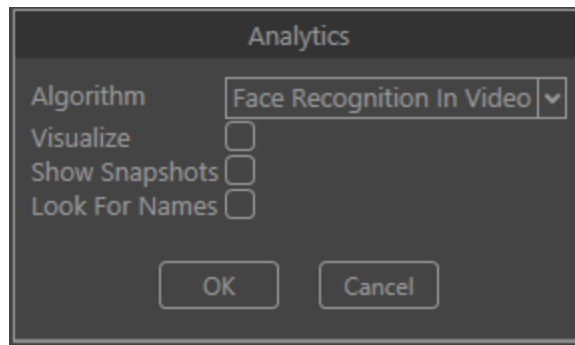 Analytics
Algorithm Face Recognition In Video
Visualize
Show Snapshots
Look For Names
OK Cancel